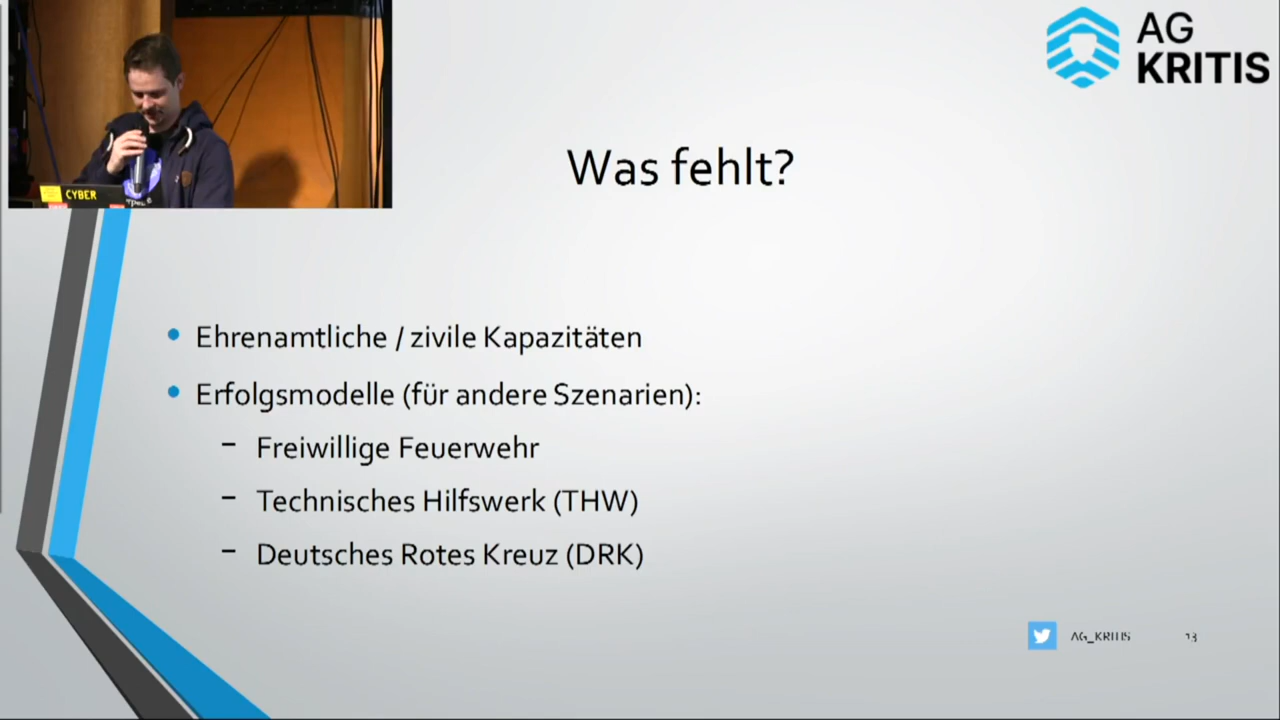 AG
KRITIS
Was fehlt?
CYBER
• Ehrenamtliche / zivile Kapazitäten
• Erfolgsmodelle (für andere Szenarien):
– Freiwillige Feuerwehr
– Technisches Hilfswerk (THW)
– Deutsches Rotes Kreuz (DRK)
AG_KRITIS
13